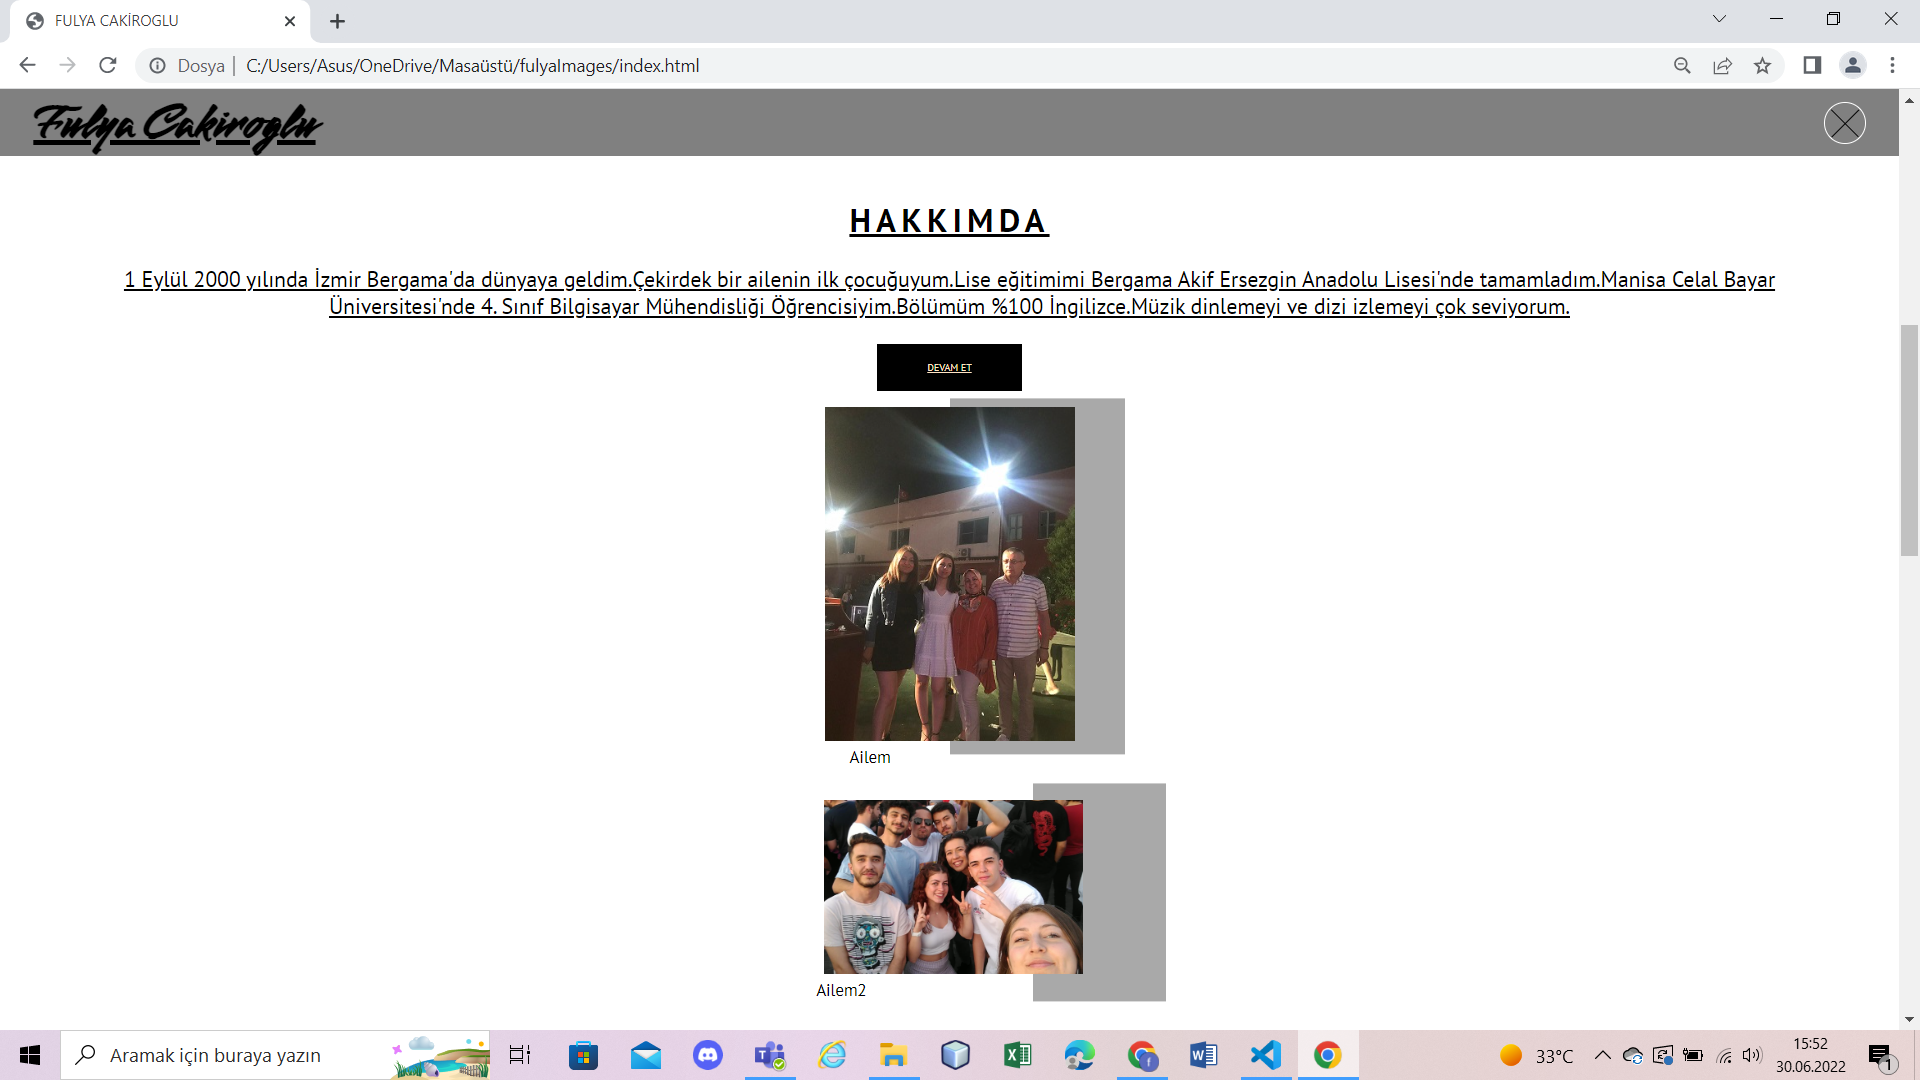 FULYA CAKİROGLU
Dosya | C:/Users/Asus/OneDrive/Masaüstü/fulyaImages/index.html
Fulya Cakiroglu
HAKKIMDA
1 Eylül 2000 yılında İzmir Bergama'da dünyaya geldim.Çekirdek bir ailenin ilk çocuğuyum.Lise eğitimimi Bergama Akif Ersezgin Anadolu Lisesi'nde tamamladım.Manisa Celal Bayar
Üniversitesi'nde 4. Sınıf Bilgisayar Mühendisliği Öğrencisiyim.Bölümüm %100 İngilizce.Müzik dinlemeyi ve dizi izlemeyi çok seviyorum.
DEVAM ET
Ailem
Ailem2
Aramak için buraya yazın
33°C
15:52
30.06.2022
1